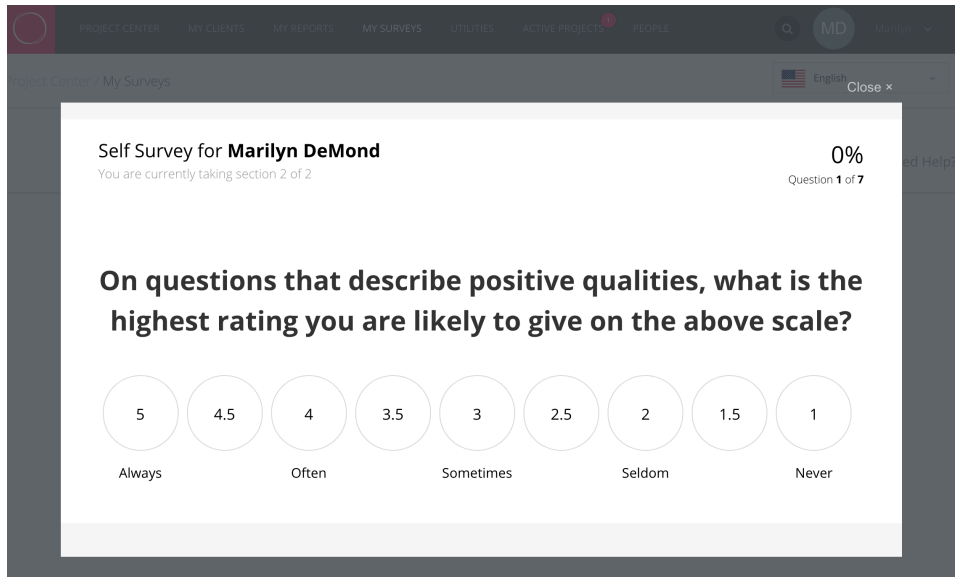 PROJECT CENTER MY CLIENTS MY REPORTS MY SURVEYS UTILITIES ACTIVE PROJECTS PEOPLE MD Marilyn
Project Center / My Surveys English
Close ×
Self Survey for Marilyn DeMond 0%
You are currently taking section 2 of 2 Question 1 of 7
ed Help?
On questions that describe positive qualities, what is the
highest rating you are likely to give on the above scale?
5 4.5 4 3.5 3 2.5 2 1.5 1
Always Often Sometimes Seldom Never